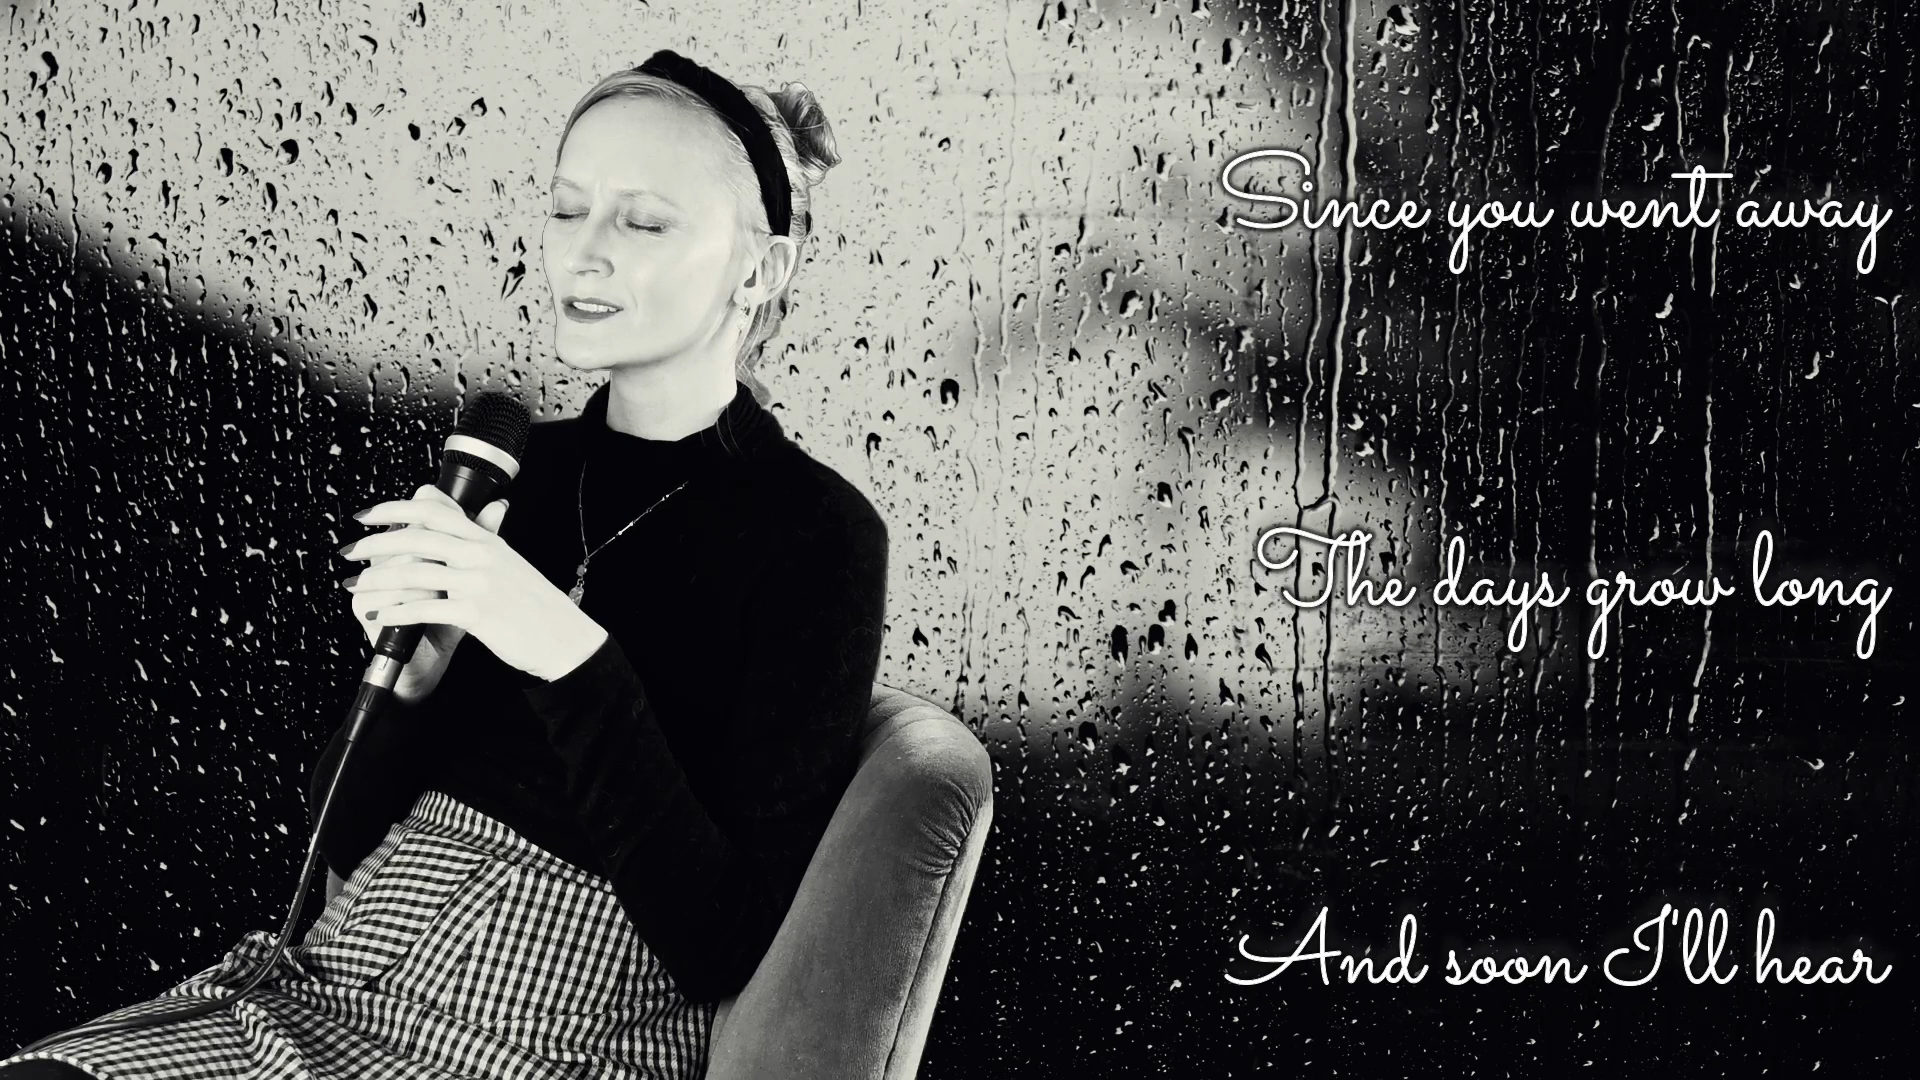 Since you went away
The days grow long
And soon I'll hear